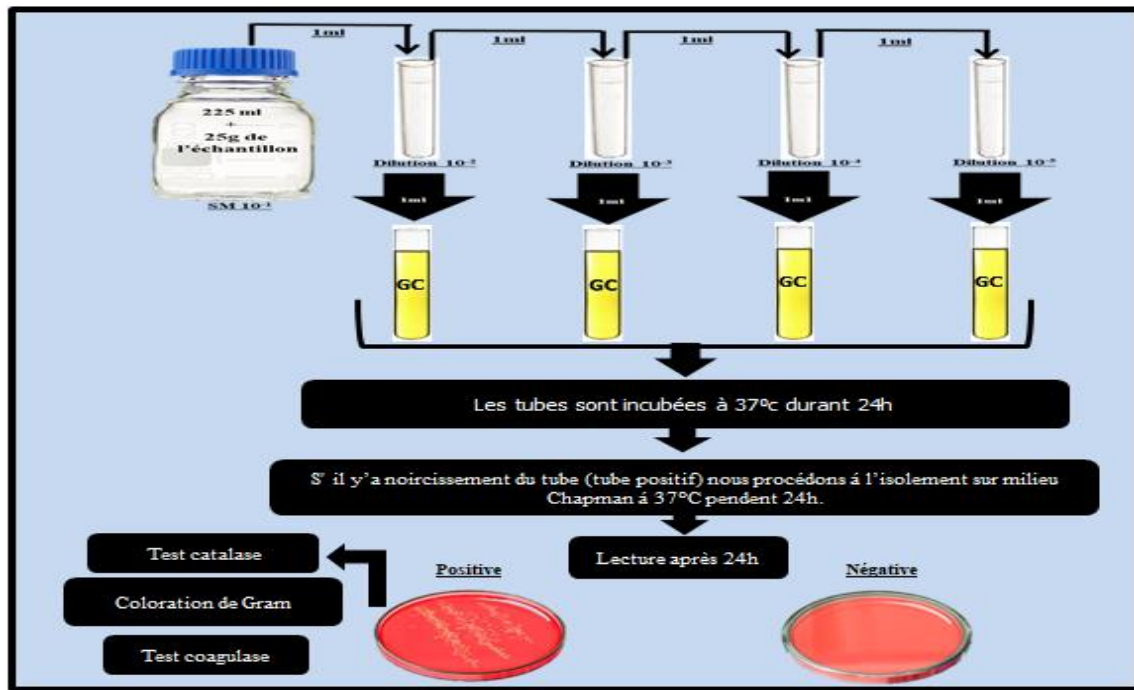 1ml
1ml
1ml
1ml
225 ml
+
25g de
l'échantillon
SM 10⁻¹
Dilution 10⁻²
Dilution 10⁻³
Dilution 10⁻⁴
Dilution 10⁻⁵
1ml
1ml
1ml
1ml
GC
GC
GC
GC
Les tubes sont incubées à 37°c durant 24h
S' il y'a noircissement du tube (tube positif) nous procédons á l'isolement sur milieu
Chapman á 37°C pendent 24h.
Lecture après 24h
Test catalase
Coloration de Gram
Test coagulase
Positive
Négative